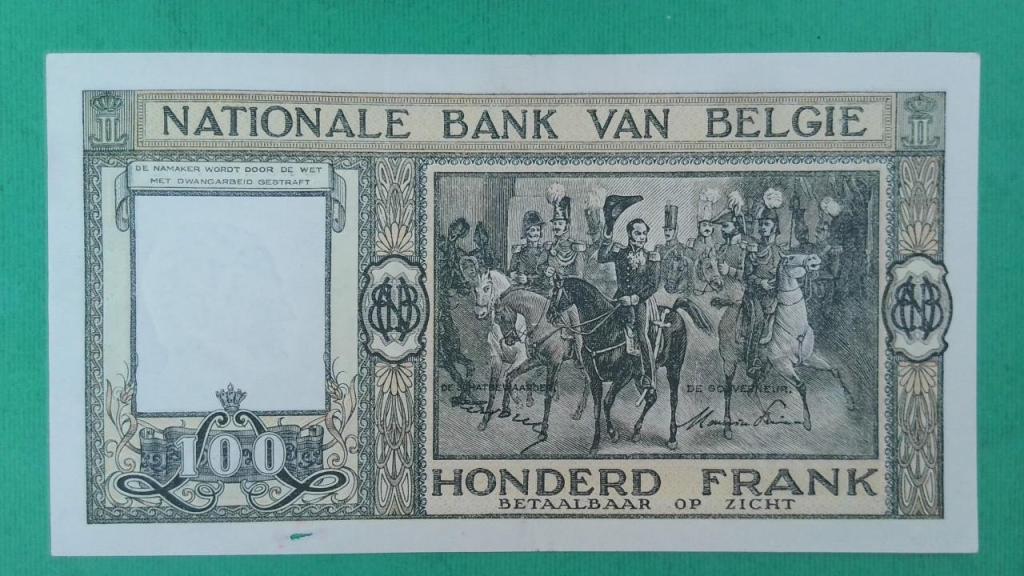 NATIONALE BANK VAN BELGIE
DE NAMAKER WORDT DOOR DE WET
MET DWANGARBEID GESTRAFT
DE SCHATBEWAARDER,
DE GOUVERNEUR,
100
HONDERD FRANK
BETAALBAAR OP ZICHT